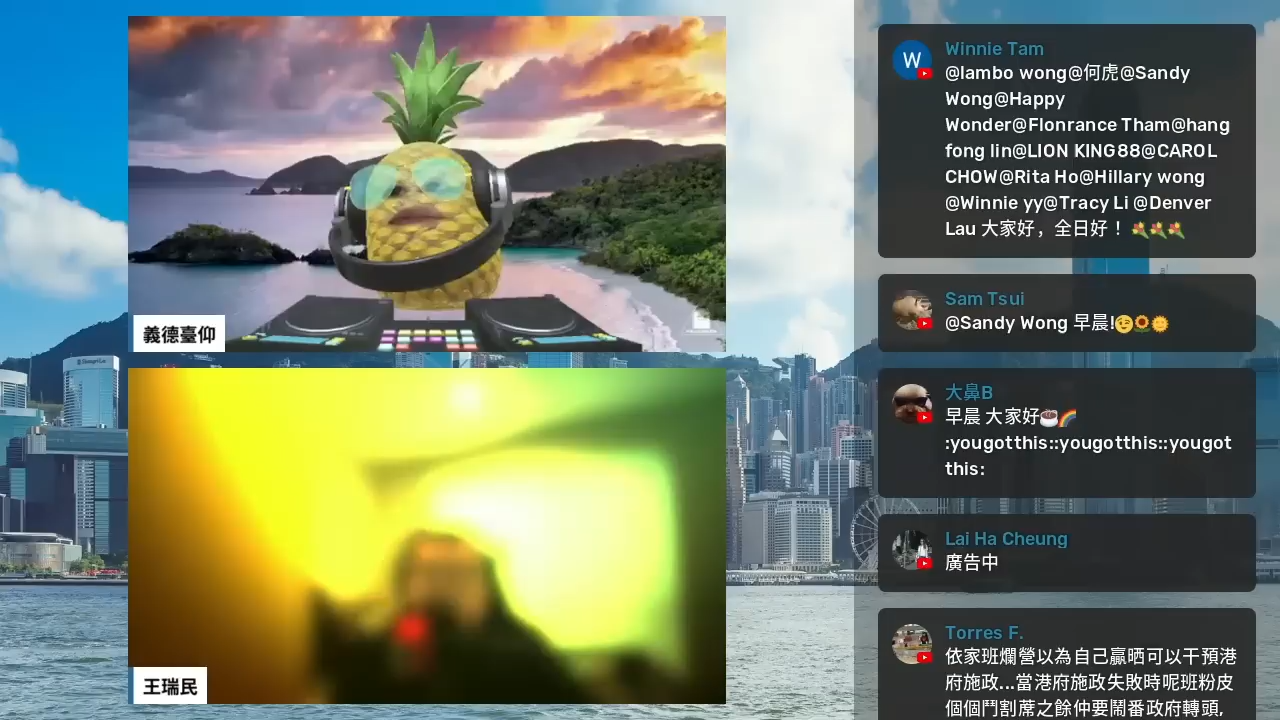 義德臺仰
王瑞民
Winnie Tam
@lambo wong@何虎@Sandy
Wong@Happy
Wonder@Flonrance Tham@hang
fong lin@LION KING88@CAROL
CHOW@Rita Ho@Hillary wong
@Winnie yy@Tracy Li @Denver
Lau 大家好，全日好！
Sam Tsui
@Sandy Wong 早晨!
大鼻B
早晨 大家好
:yougotthis::yougotthis::yougot
this:
Lai Ha Cheung
廣告中
Torres F.
依家班爛營以為自己贏晒可以干預港
府施政...當港府施政失敗時呢班粉皮
個個鬥割蓆之餘仲要鬧番政府轉頭,
W
Shangri-La